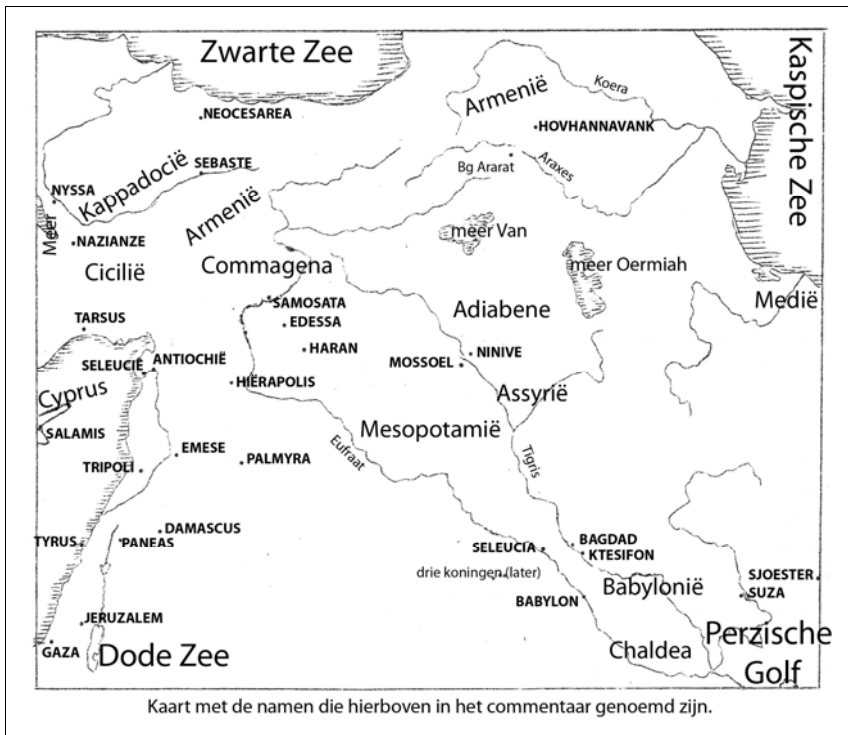 Zwarte Zee
Kaspische Zee
Armenië
Koera
NEOCESAREA
HOVHANNAVANK
Bg Ararat
Araxes
SEBASTE
Kappadocië
NYSSA
Armenië
Meer
NAZIANZE
meer Van
Commagena
meer Oermiah
Cicilië
SAMOSATA
Adiabene
Medië
EDESSA
TARSUS
HARAN
NINIVE
ANTIOCHIË
SELEUCIË
MOSSOEL
HIËRAPOLIS
Cyprus
Assyrië
Mesopotamië
SALAMIS
Eufraat
EMESE
PALMYRA
TRIPOLI
Tigris
DAMASCUS
TYRUS
PANEAS
BAGDAD
SELEUCIA
KTESIFON
drie koningen (later)
SJOESTER
Babylonië
SUZA
BABYLON
JERUZALEM
Perzische
Golf
GAZA
Dode Zee
Chaldea
Kaart met de namen die hierboven in het commentaar genoemd zijn.